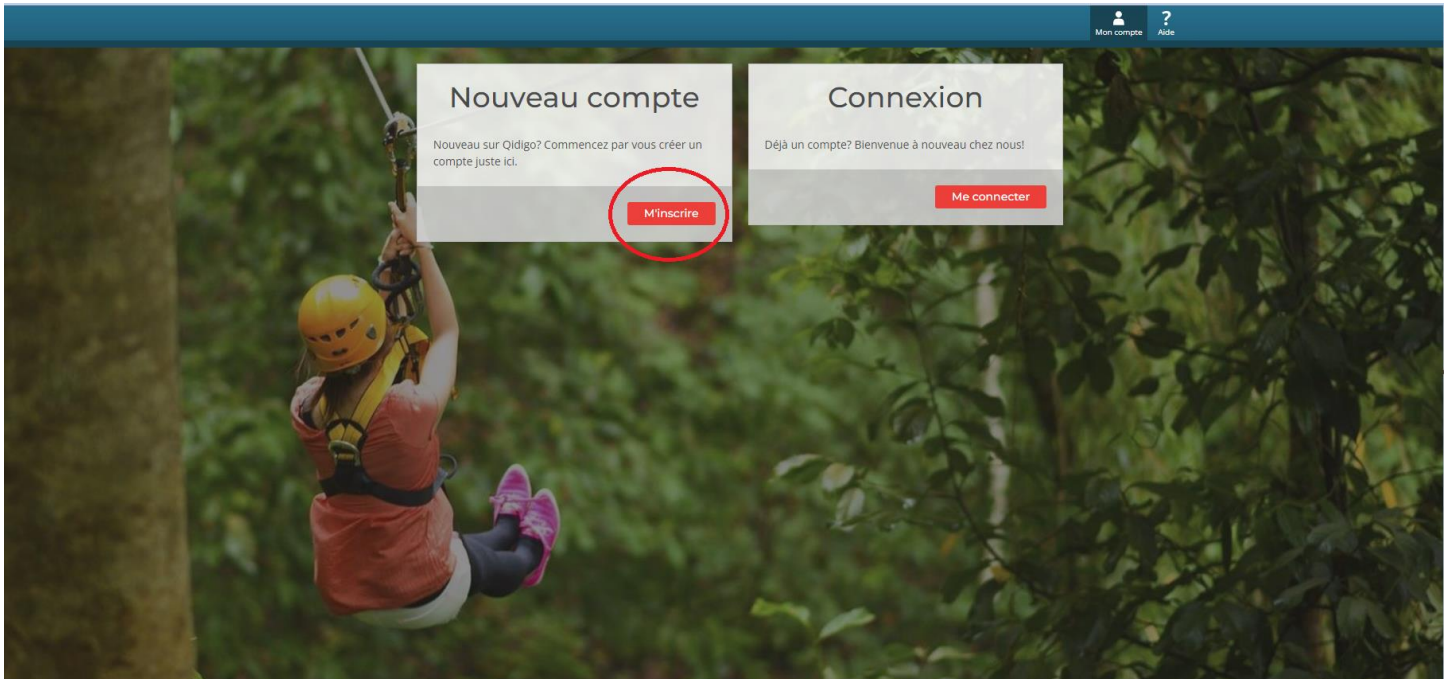 Mon compte
?
Aide
Nouveau compte
Nouveau sur Qidigo? Commencez par vous créer un
compte juste ici.
M'inscrire
Connexion
Déjà un compte? Bienvenue à nouveau chez nous!
Me connecter